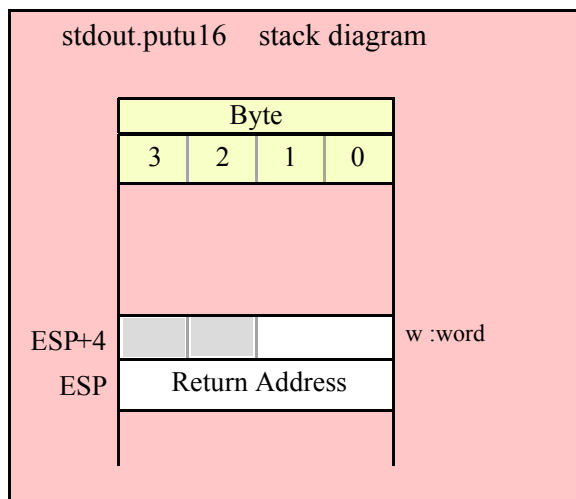 stdout.putu16 stack diagram
Byte
3 2 1 0
ESP+4 w :word
ESP Return Address